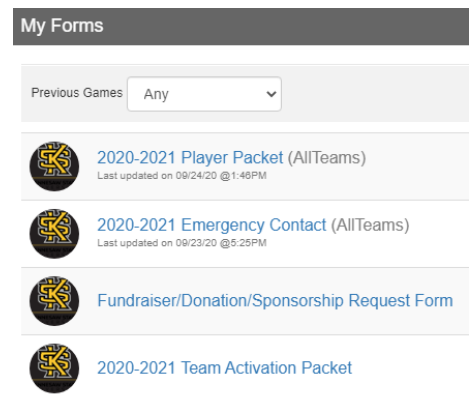 My Forms
Previous Games Any
2020-2021 Player Packet (AllTeams)
Last updated on 09/24/20 @1:46PM
2020-2021 Emergency Contact (AllTeams)
Last updated on 09/23/20 @5:25PM
Fundraiser/Donation/Sponsorship Request Form
2020-2021 Team Activation Packet